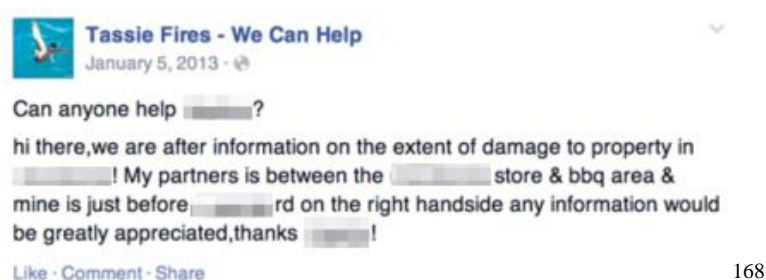 Tassie Fires - We Can Help
January 5, 2013 ·
Can anyone help ?
hi there,we are after information on the extent of damage to property in
! My partners is between the store & bbq area &
mine is just before rd on the right handside any information would
be greatly appreciated,thanks !
Like · Comment · Share
168